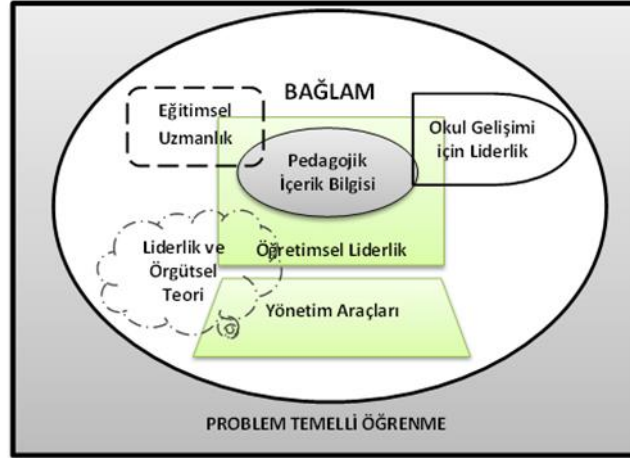 BAĞLAM
Eğitimsel
Uzmanlık
Okul Gelişimi
için Liderlik
Pedagojik
İçerik Bilgisi
Liderlik ve
Örgütsel
Teori
Öğretimsel Liderlik
Yönetim Araçları
PROBLEM TEMELLİ ÖĞRENME